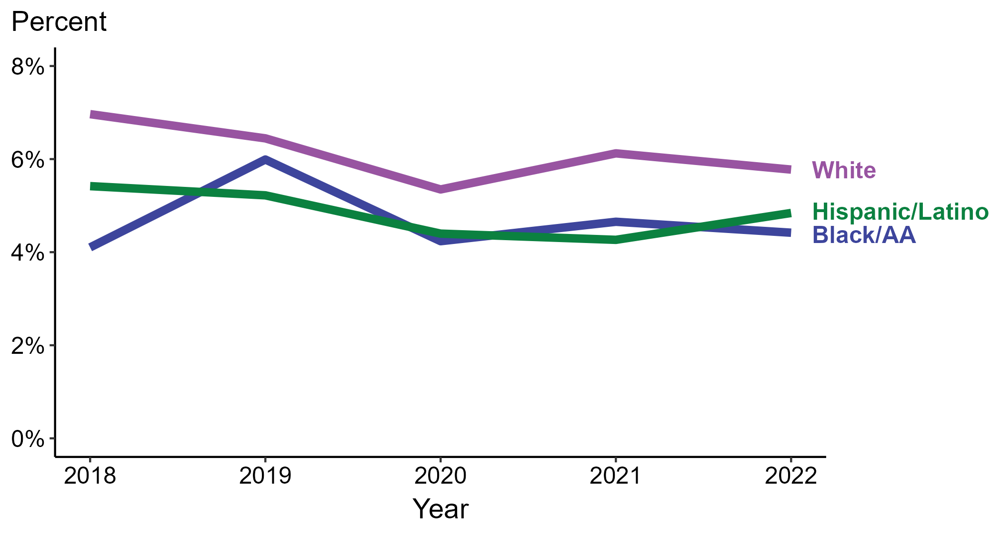 Percent
8%
6%
4%
2%
0%
White
Hispanic/Latino
Black/AA
2018 2019 2020 2021 2022
Year